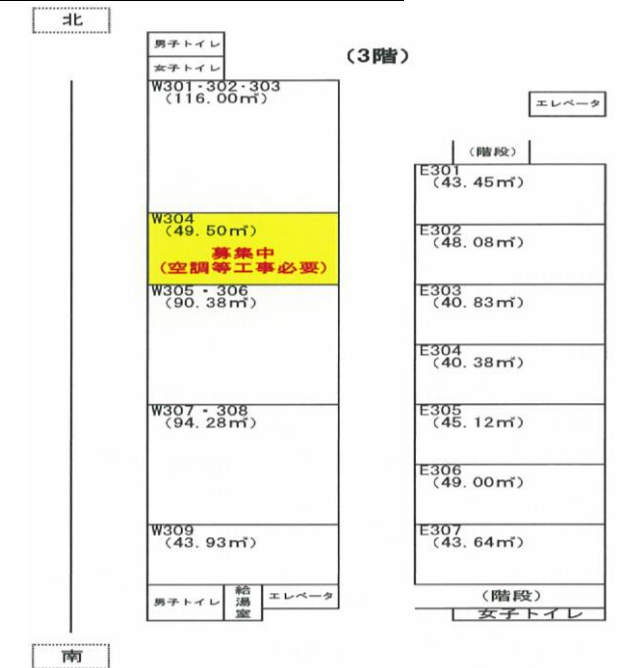 北
男子トイレ
女子トイレ
(3階)
W301・302・303
(116.00㎡)
W304
(49.50㎡)
募集中
(空調等工事必要)
W305・306
(90.38㎡)
W307・308
(94.28㎡)
W309
(43.93㎡)
男子トイレ
給湯室
エレベータ
エレベータ
(階段)
E301
(43.45㎡)
E302
(48.08㎡)
E303
(40.83㎡)
E304
(40.38㎡)
E305
(45.12㎡)
E306
(49.00㎡)
E307
(43.64㎡)
(階段)
女子トイレ
南